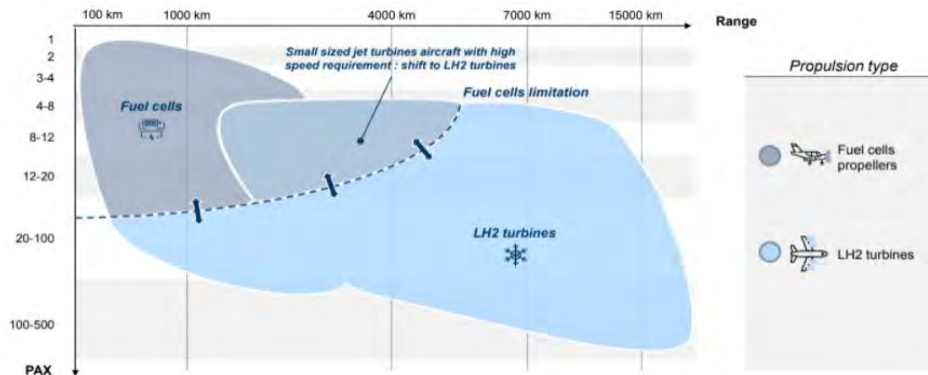 100 km 1000 km 4000 km 7000 km 15000 km Range
1
2
3-4
4-8
8-12
12-20
20-100
100-500
PAX
Small sized jet turbines aircraft with high
speed requirement : shift to LH2 turbines
Fuel cells limitation
Fuel cells
LH2 turbines
Propulsion type
Fuel cells
propellers
LH2 turbines